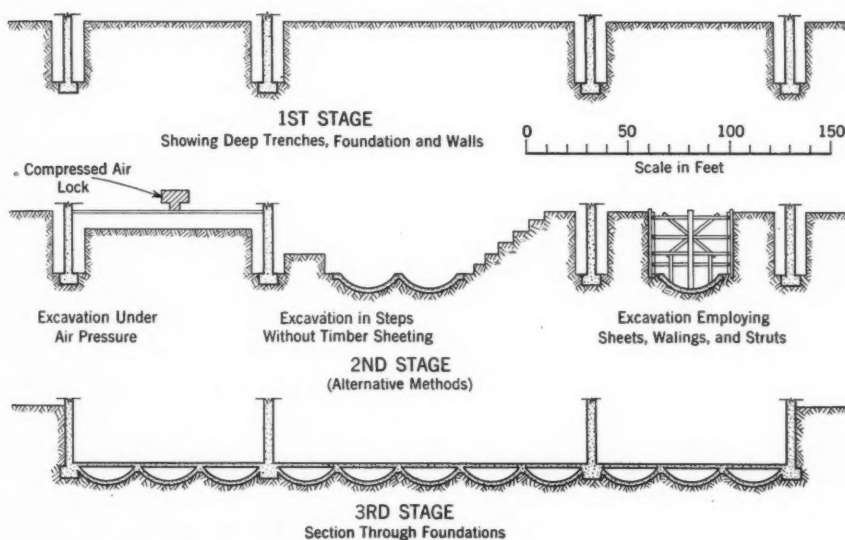 1ST STAGE
Showing Deep Trenches, Foundation and Walls
0 50 100 150
Scale in Feet
Compressed Air
Lock
Excavation Under
Air Pressure
Excavation in Steps
Without Timber Sheeting
Excavation Employing
Sheets, Walings, and Struts
2ND STAGE
(Alternative Methods)
3RD STAGE
Section Through Foundations